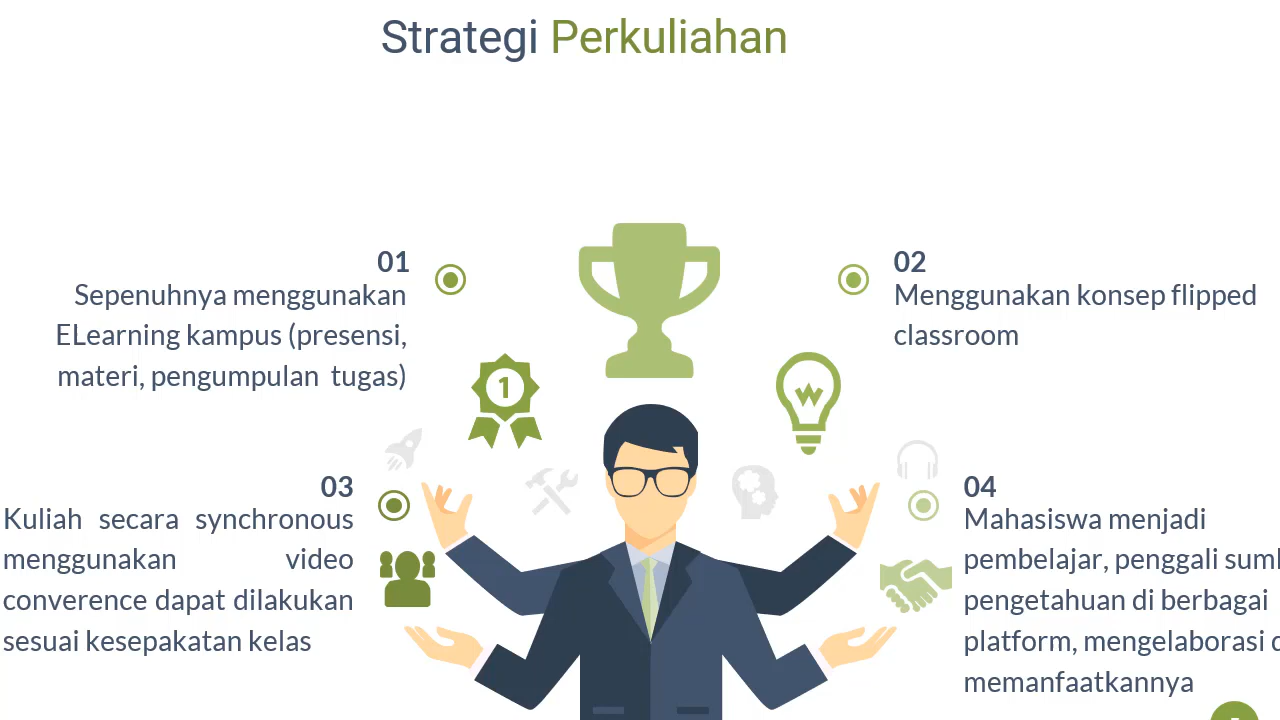 Strategi Perkuliahan
01
Sepenuhnya menggunakan
ELearning kampus (presensi,
materi, pengumpulan tugas)
02
Menggunakan konsep flipped
classroom
1
03
Kuliah secara synchronous
menggunakan video
converence dapat dilakukan
sesuai kesepakatan kelas
04
Mahasiswa menjadi
pembelajar, penggali
pengetahuan di berbagai
platform, mengelaborasi
memanfaatkannya